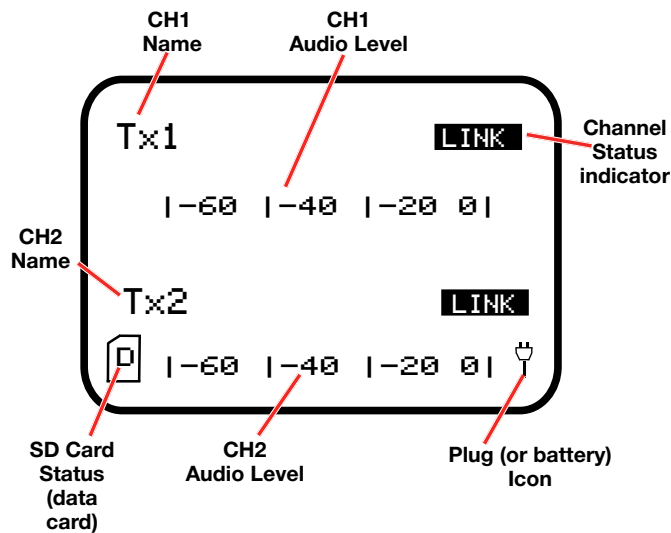 CH1
Name
CH1
Audio Level
Tx1
LINK
Channel
Status
indicator
|-60 |-40 |-20 0|
CH2
Name
Tx2
LINK
D
|-60 |-40 |-20 0|
SD Card
Status
(data
card)
CH2
Audio Level
Plug (or battery)
Icon